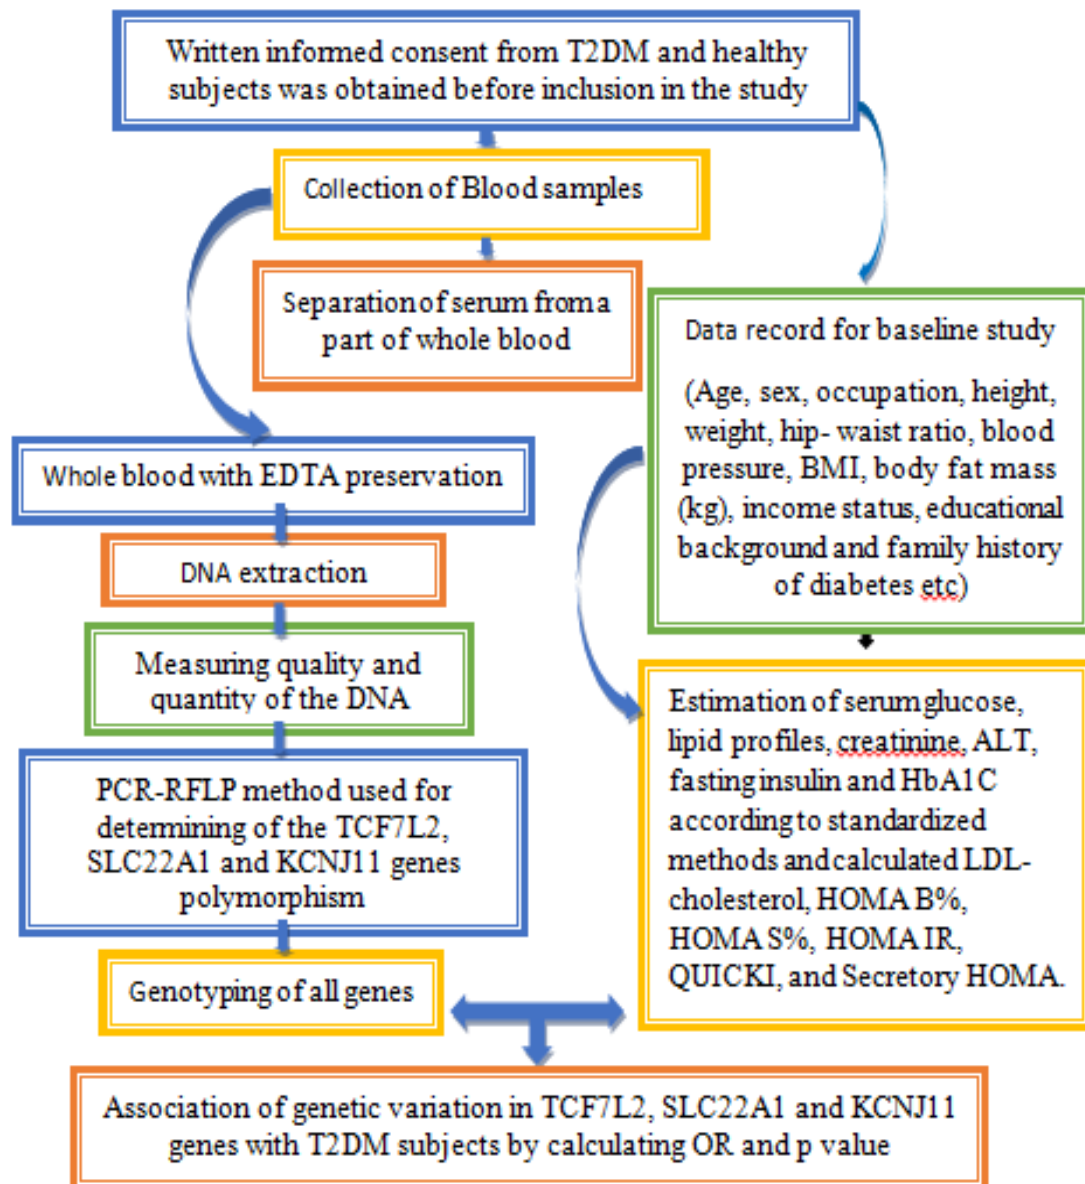 Written informed consent from T2DM and healthy
subjects was obtained before inclusion in the study
Collection of Blood samples
Separation of serum from a
part of whole blood
Whole blood with EDTA preservation
DNA extraction
Measuring quality and
quantity of the DNA
PCR-RFLP method used for
determining of the TCF7L2,
SLC22A1 and KCNJ11 genes
polymorphism
Genotyping of all genes
Data record for baseline study
(Age, sex, occupation, height,
weight, hip- waist ratio, blood
pressure, BMI, body fat mass
(kg), income status, educational
background and family history
of diabetes etc)
Estimation of serum glucose,
lipid profiles, creatinine, ALT,
fasting insulin and HbA1C
according to standardized
methods and calculated LDL-
cholesterol, HOMA B%,
HOMA S%, HOMA IR,
QUICKI, and Secretory HOMA.
Association of genetic variation in TCF7L2, SLC22A1 and KCNJ11
genes with T2DM subjects by calculating OR and p value